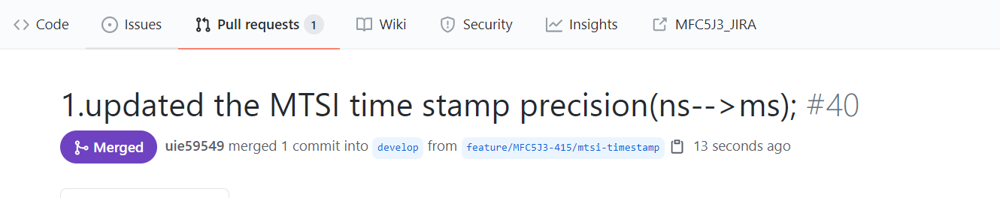 Code Issues Pull requests 1 Wiki Security Insights MFC5J3_JIRA
1.updated the MTSI time stamp precision(ns-->ms); #40
Merged uie59549 merged 1 commit into develop from feature/MFC5J3-415/mtsi-timestamp 13 seconds ago